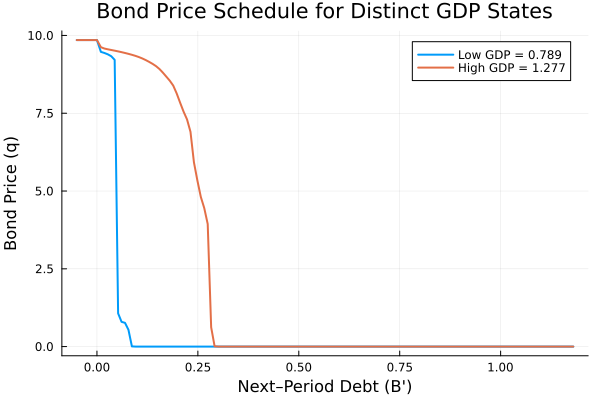 Bond Price Schedule for Distinct GDP States
Bond Price (q)
10.0
7.5
5.0
2.5
0.0
Low GDP = 0.789
High GDP = 1.277
0.00 0.25 0.50 0.75 1.00
Next–Period Debt (B')